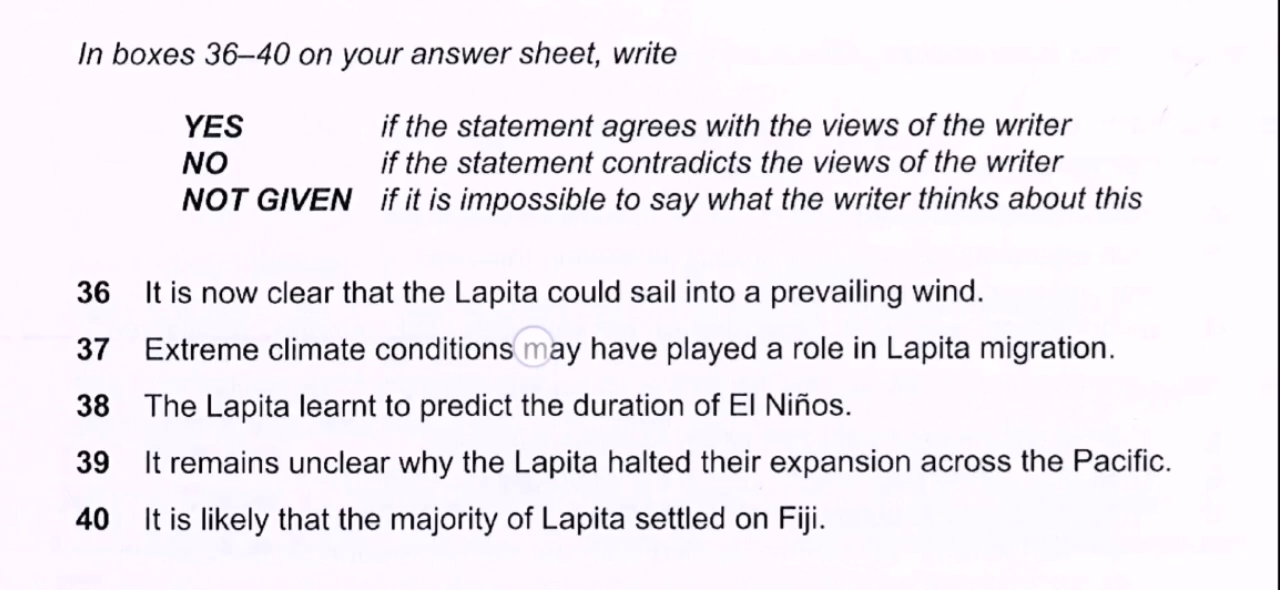 In boxes 36–40 on your answer sheet, write
YES if the statement agrees with the views of the writer
NO if the statement contradicts the views of the writer
NOT GIVEN if it is impossible to say what the writer thinks about this
36 It is now clear that the Lapita could sail into a prevailing wind.
37 Extreme climate conditions may have played a role in Lapita migration.
38 The Lapita learnt to predict the duration of El Niños.
39 It remains unclear why the Lapita halted their expansion across the Pacific.
40 It is likely that the majority of Lapita settled on Fiji.